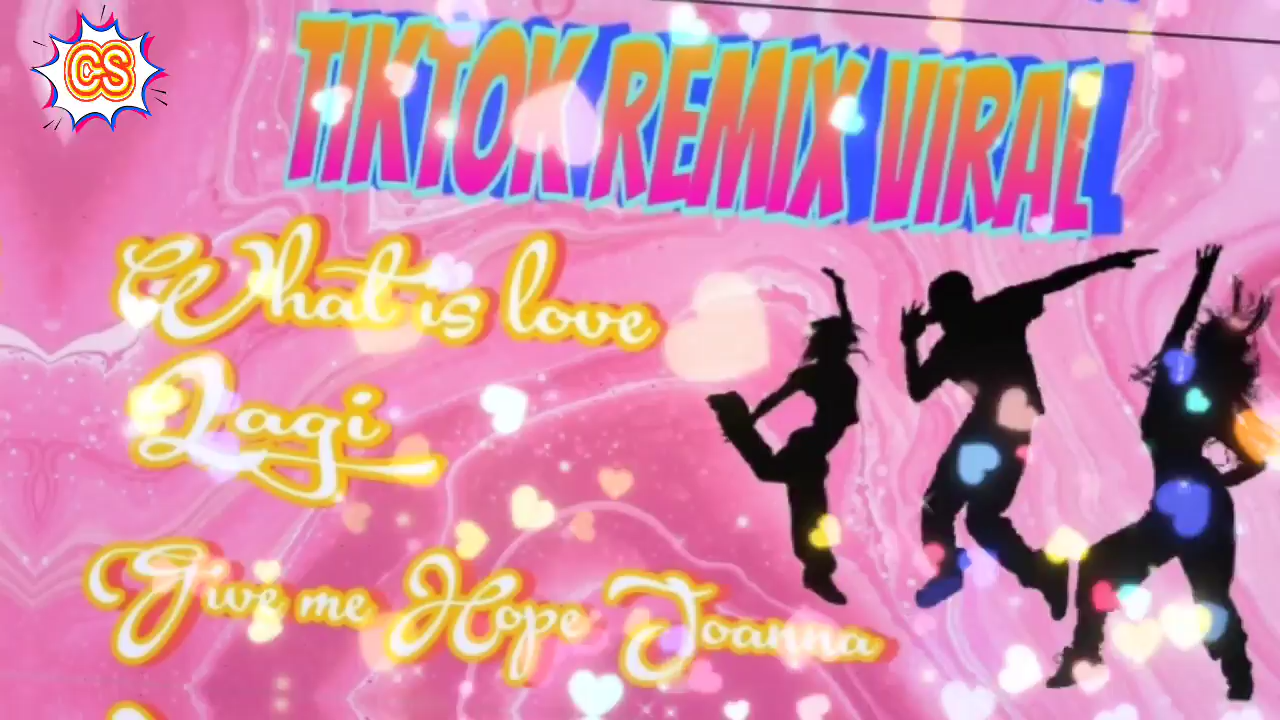 CS
TIKTOK REMIX VIRAL
What is love
Lagi
Give me Hope Joanna